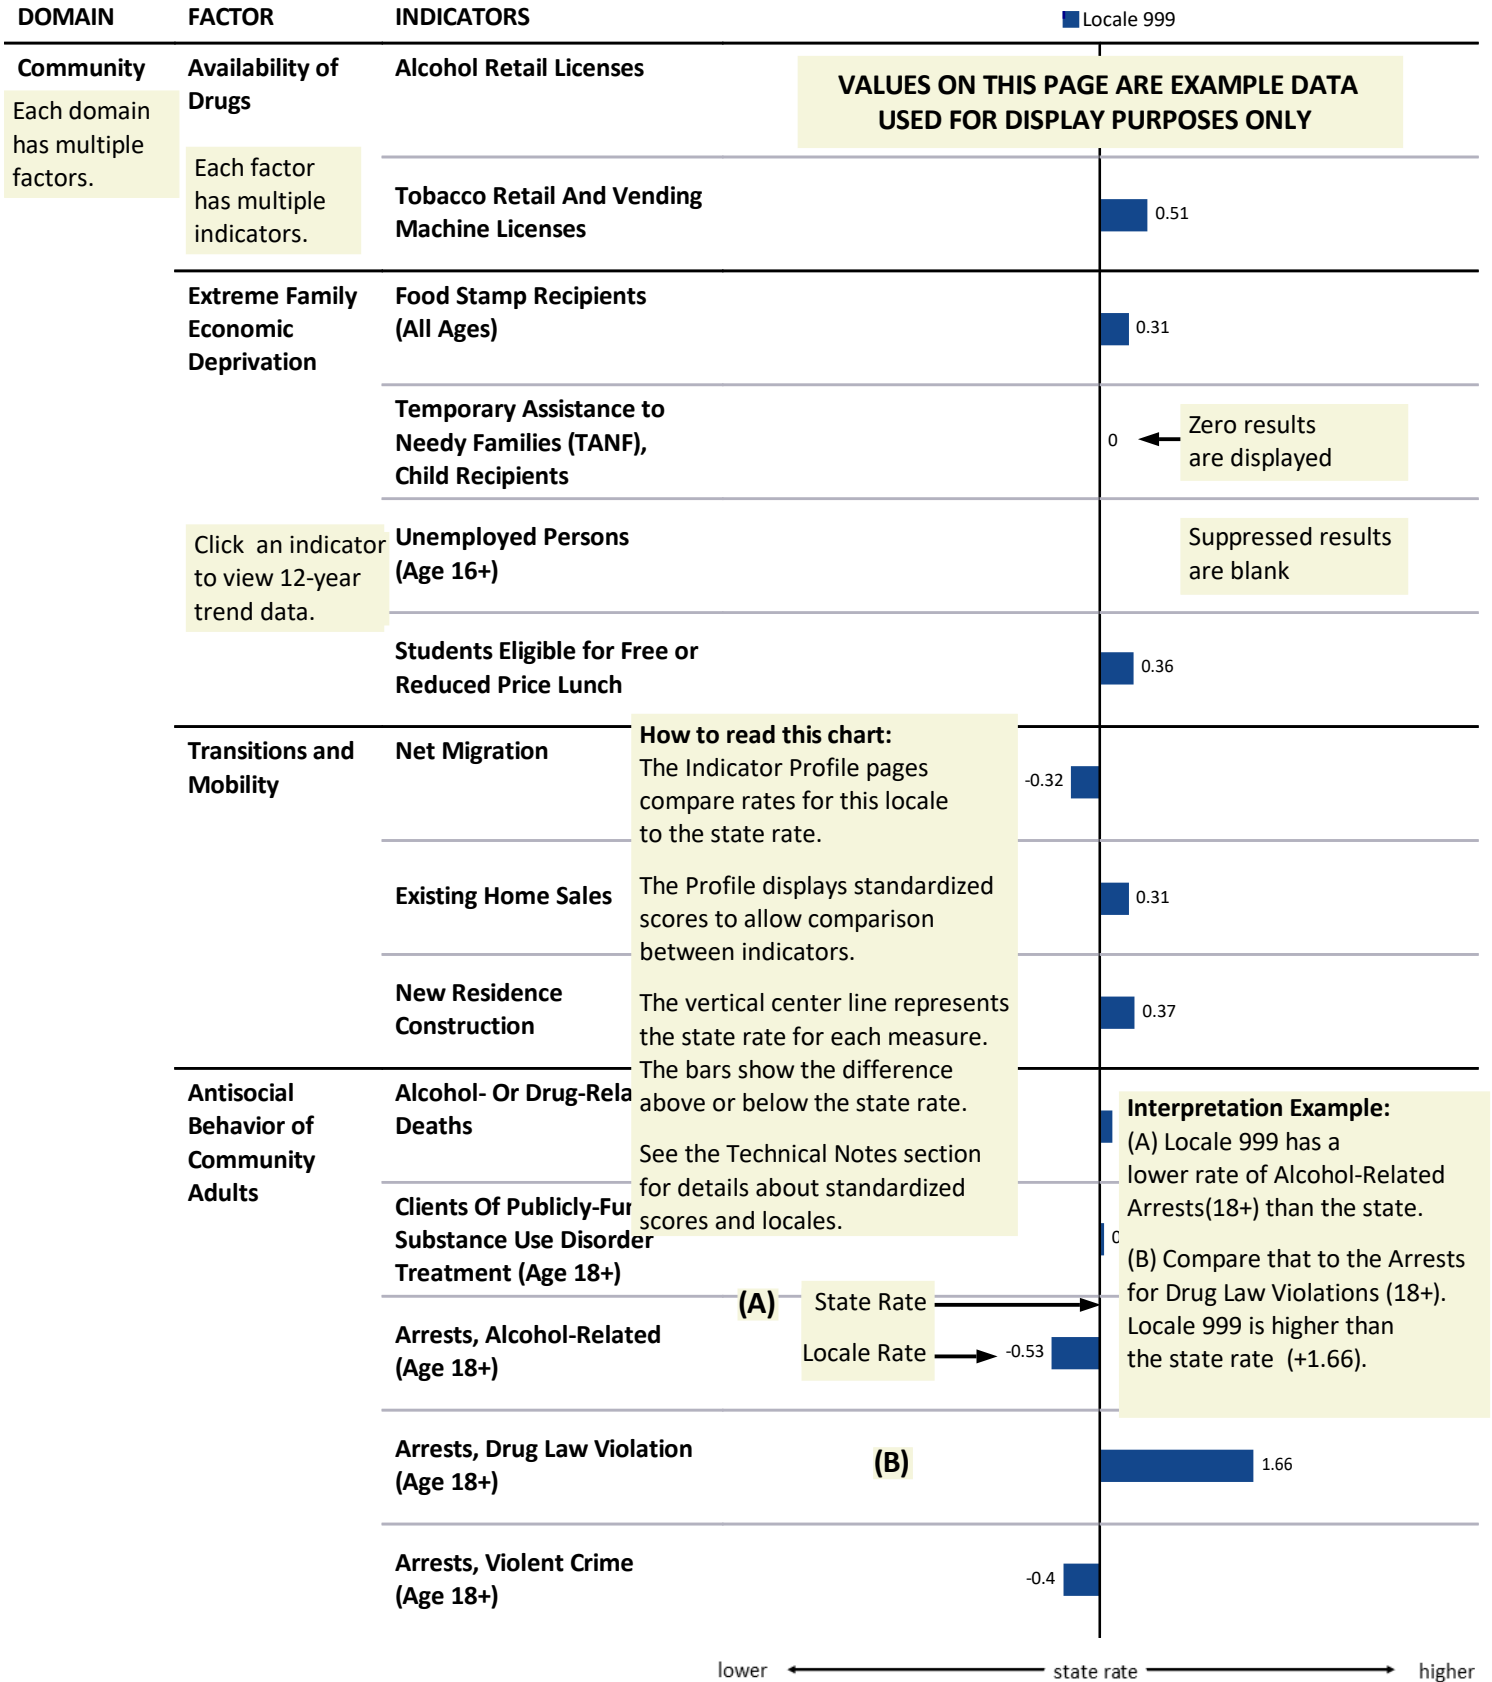 DOMAIN FACTOR INDICATORS Locale 999
Community
Each domain
has multiple
factors.
Availability of
Drugs
Each factor
has multiple
indicators.
Alcohol Retail Licenses
VALUES ON THIS PAGE ARE EXAMPLE DATA
USED FOR DISPLAY PURPOSES ONLY
Tobacco Retail And Vending
Machine Licenses
0.51
Extreme Family
Economic
Deprivation
Food Stamp Recipients
(All Ages)
0.31
Temporary Assistance to
Needy Families (TANF),
Child Recipients
0
Zero results
are displayed
Click an indicator
to view 12-year
trend data.
Unemployed Persons
(Age 16+)
Suppressed results
are blank
Students Eligible for Free or
Reduced Price Lunch
0.36
Transitions and
Mobility
Net Migration
-0.32
How to read this chart:
The Indicator Profile pages
compare rates for this locale
to the state rate.
The Profile displays standardized
scores to allow comparison
between indicators.
The vertical center line represents
the state rate for each measure.
The bars show the difference
above or below the state rate.
See the Technical Notes section
for details about standardized
scores and locales.
Existing Home Sales
0.31
New Residence
Construction
0.37
Antisocial
Behavior of
Community
Adults
Alcohol- Or Drug-Rela
Deaths
Clients Of Publicly-Fu
Substance Use Disorder
Treatment (Age 18+)
0
Interpretation Example:
(A) Locale 999 has a
lower rate of Alcohol-Related
Arrests(18+) than the state.
(B) Compare that to the Arrests
for Drug Law Violations (18+).
Locale 999 is higher than
the state rate (+1.66).
(A) State Rate
Locale Rate
Arrests, Alcohol-Related
(Age 18+)
-0.53
Arrests, Drug Law Violation
(Age 18+)
(B)
1.66
Arrests, Violent Crime
(Age 18+)
-0.4
lower state rate higher